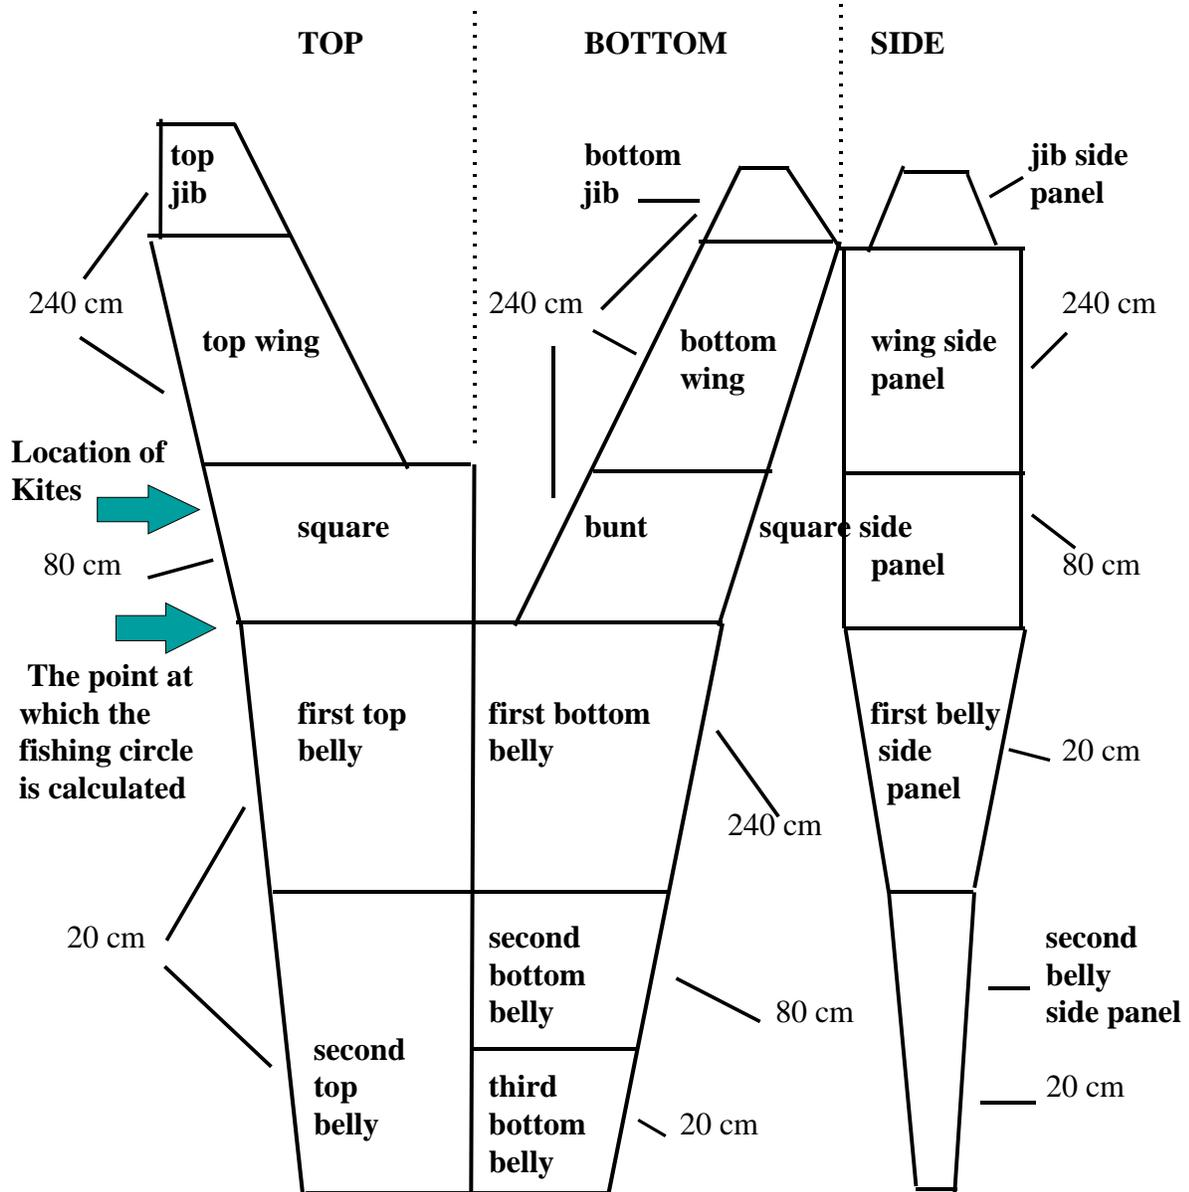 TOP
BOTTOM
SIDE
top
jib
bottom
jib
jib side
panel
240 cm
240 cm
240 cm
top wing
bottom
wing
wing side
panel
Location of
Kites
square
bunt
square side
panel
80 cm
80 cm
The point at
which the
fishing circle
is calculated
first top
belly
first bottom
belly
first belly
side
panel
20 cm
240 cm
20 cm
second
bottom
belly
second
belly
side panel
80 cm
second
top
belly
third
bottom
belly
20 cm
20 cm